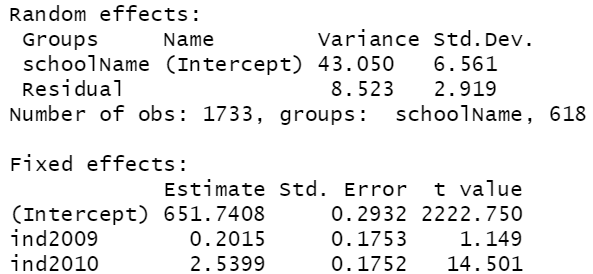 Random effects:
Groups Name Variance Std.Dev.
schoolName (Intercept) 43.050 6.561
Residual 8.523 2.919
Number of obs: 1733, groups: schoolName, 618
Fixed effects:
Estimate Std. Error t value
(Intercept) 651.7408 0.2932 2222.750
ind2009 0.2015 0.1753 1.149
ind2010 2.5399 0.1752 14.501